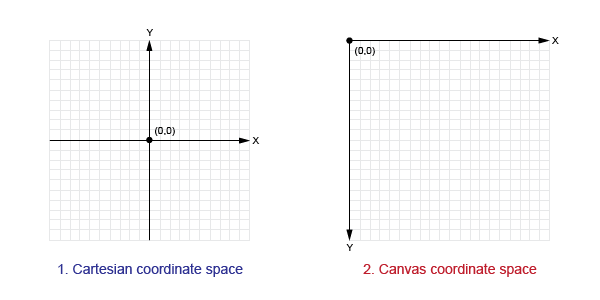 Y
(0,0)
X
1. Cartesian coordinate space
X
(0,0)
Y
2. Canvas coordinate space